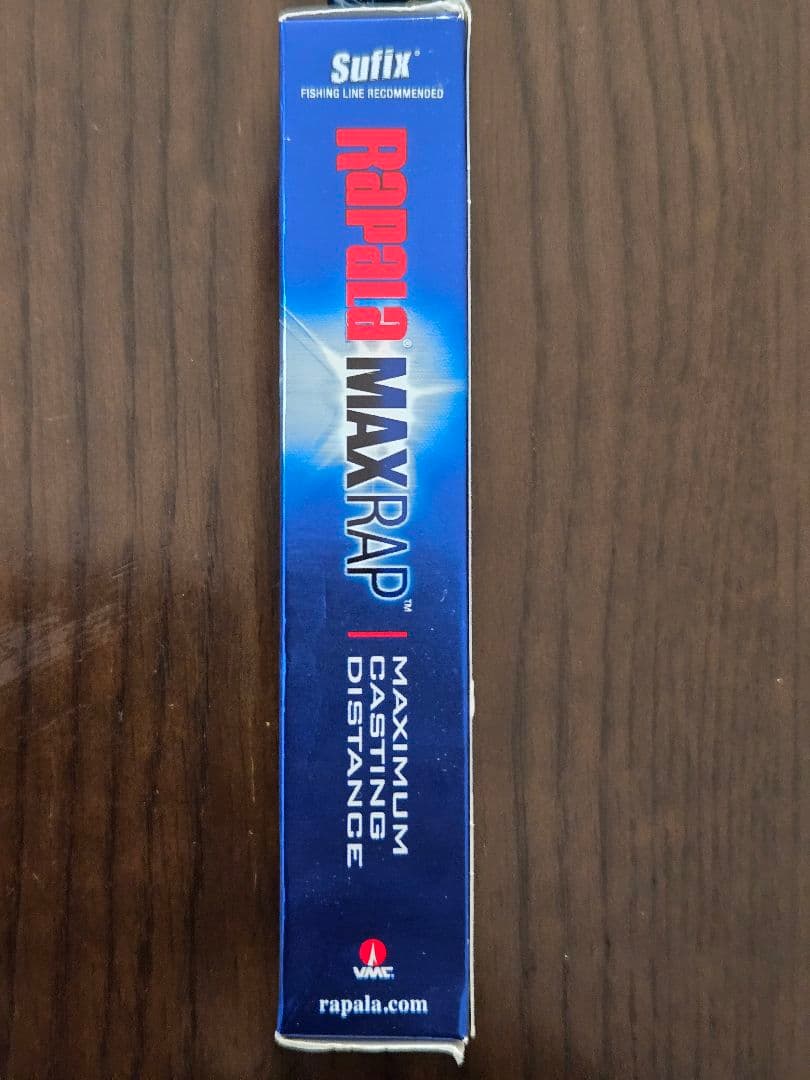 Sufix®
FISHING LINE RECOMMENDED
Rapala® MAXRAP™
MAXIMUM
CASTING
DISTANCE
VMC
rapala.com